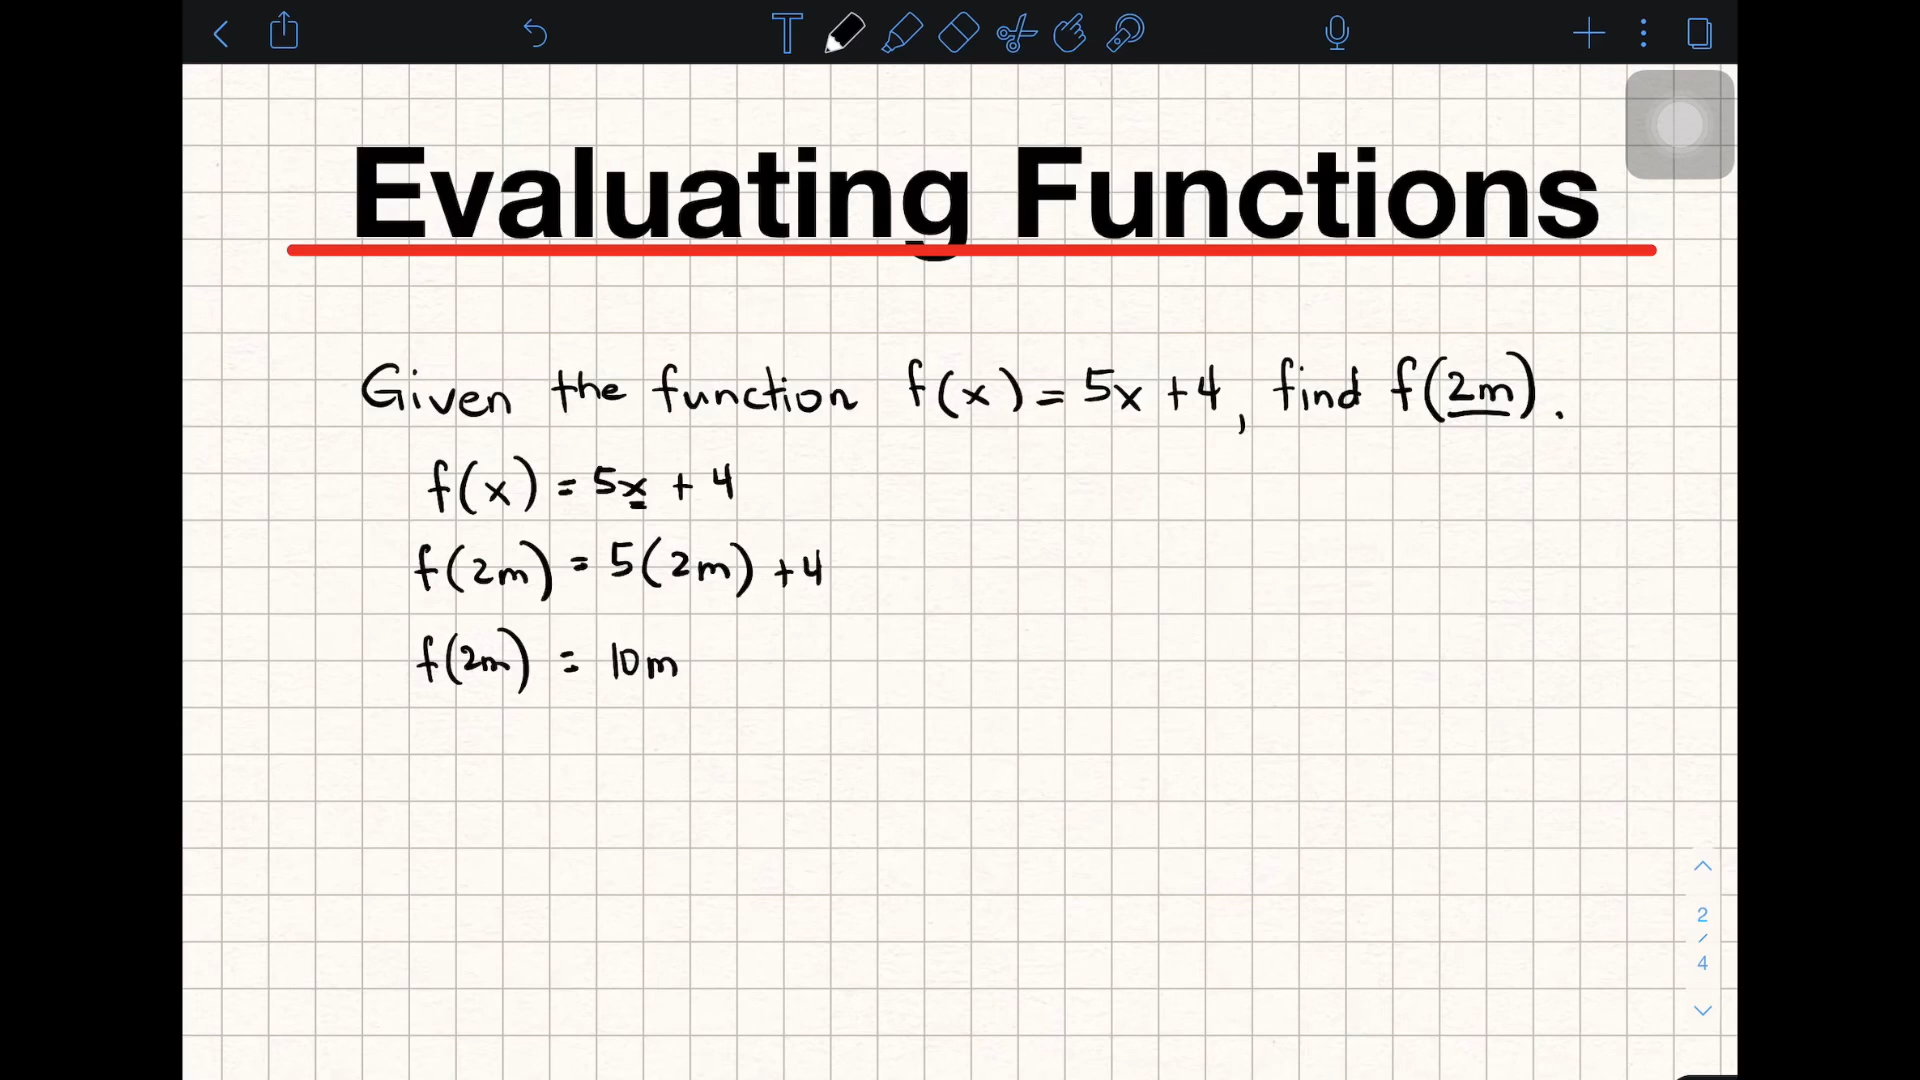 T
Evaluating Functions
Given the function f(x) = 5x + 4, find f(2m).
f(x) = 5x + 4
f(2m) = 5(2m) + 4
f(2m) = 10m
2
/
4